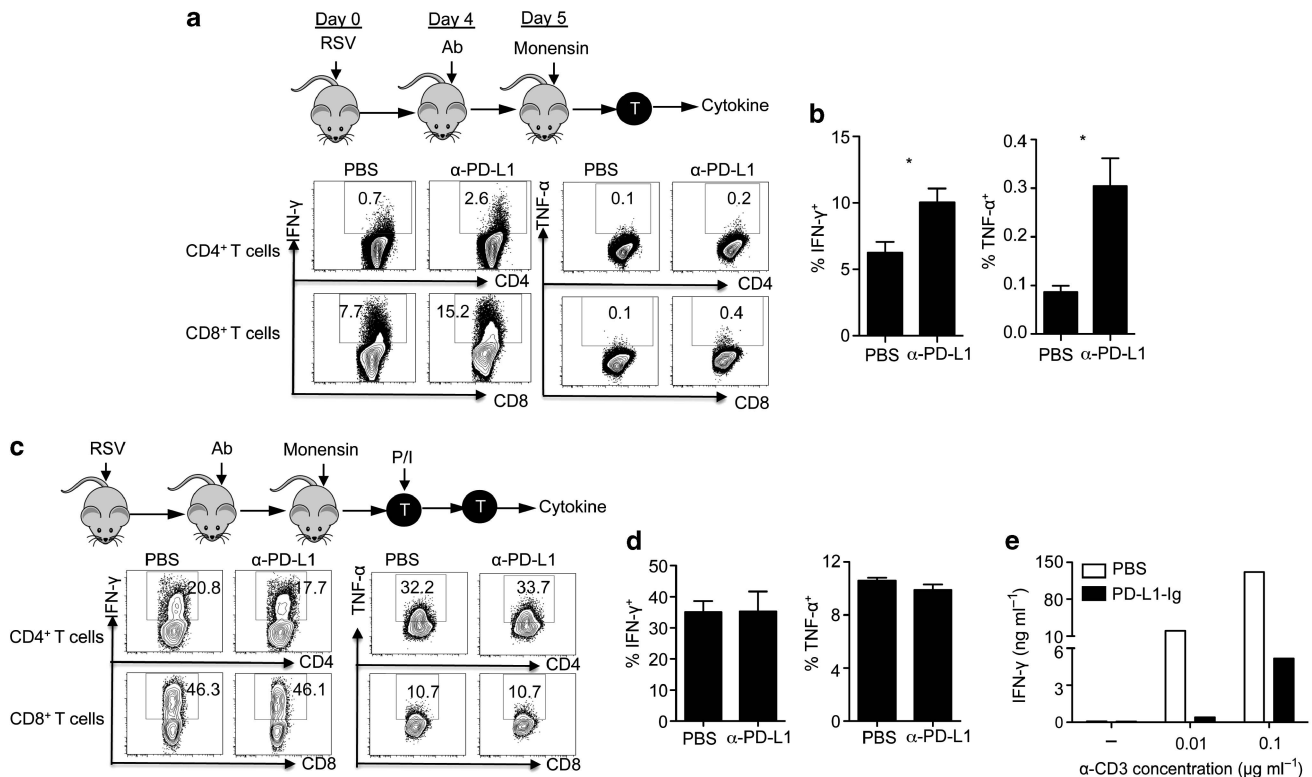 a
Day 0 Day 4 Day 5
RSV Ab Monensin
T Cytokine
PBS α-PD-L1 PBS α-PD-L1
IFN-γ 0.7 2.6 TNF-α 0.1 0.2
CD4⁺ T cells
CD4 CD4
7.7 15.2 0.1 0.4
CD8⁺ T cells
CD8 CD8
b
15
10
5
0
% IFN-γ⁺
*
PBS α-PD-L1
0.4
0.3
0.2
0.1
0.0
% TNF-α⁺
*
PBS α-PD-L1
c
RSV Ab Monensin P/I
T T Cytokine
PBS α-PD-L1 PBS α-PD-L1
IFN-γ 20.8 17.7 TNF-α 32.2 33.7
CD4⁺ T cells
CD4 CD4
46.3 46.1 10.7 10.7
CD8⁺ T cells
CD8 CD8
d
50
40
30
20
10
0
% IFN-γ⁺
PBS α-PD-L1
12
8
4
0
% TNF-α⁺
PBS α-PD-L1
e
150
80
10
6
3
0
IFN-γ (ng ml⁻¹)
PBS
PD-L1-Ig
– 0.01 0.1
α-CD3 concentration (µg ml⁻¹)